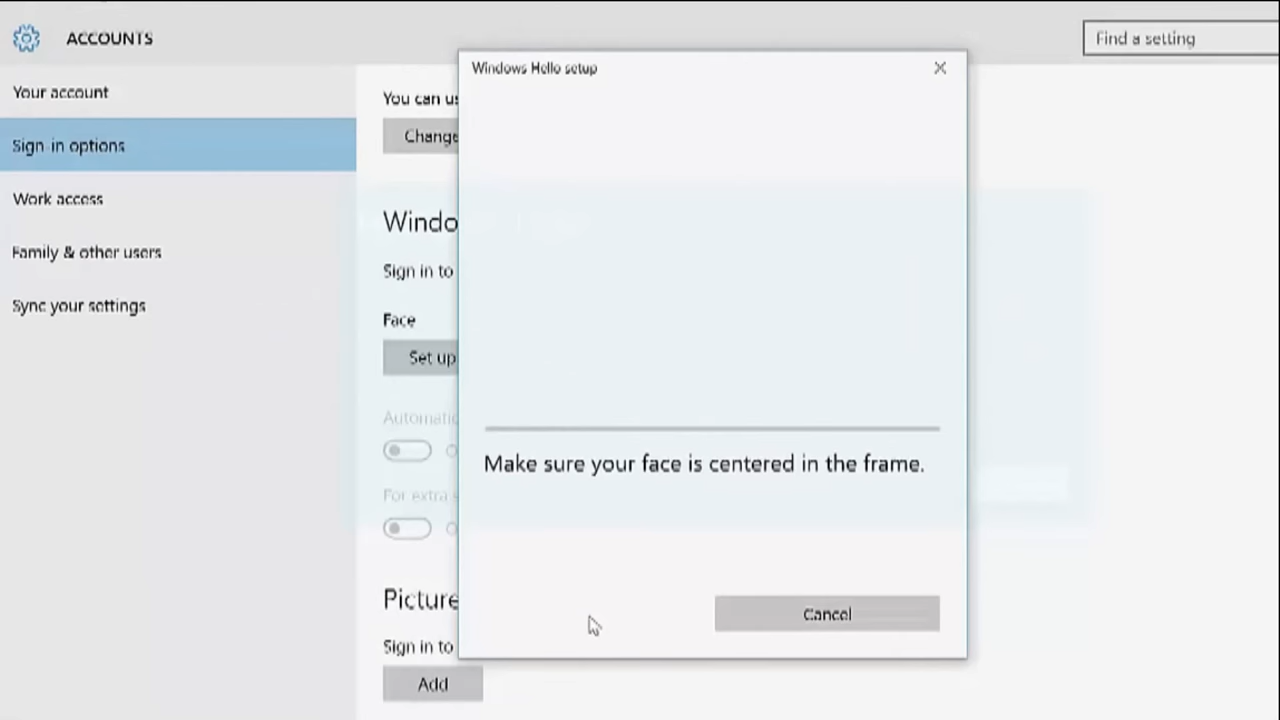 ACCOUNTS
Find a setting
Windows Hello setup
Your account
You can
Change
Sign-in options
Work access
Windo
Family & other users
Sign in to
Sync your settings
Face
Set up
Automatic
Make sure your face is centered in the frame.
For extra
Picture
Cancel
Sign in to
Add